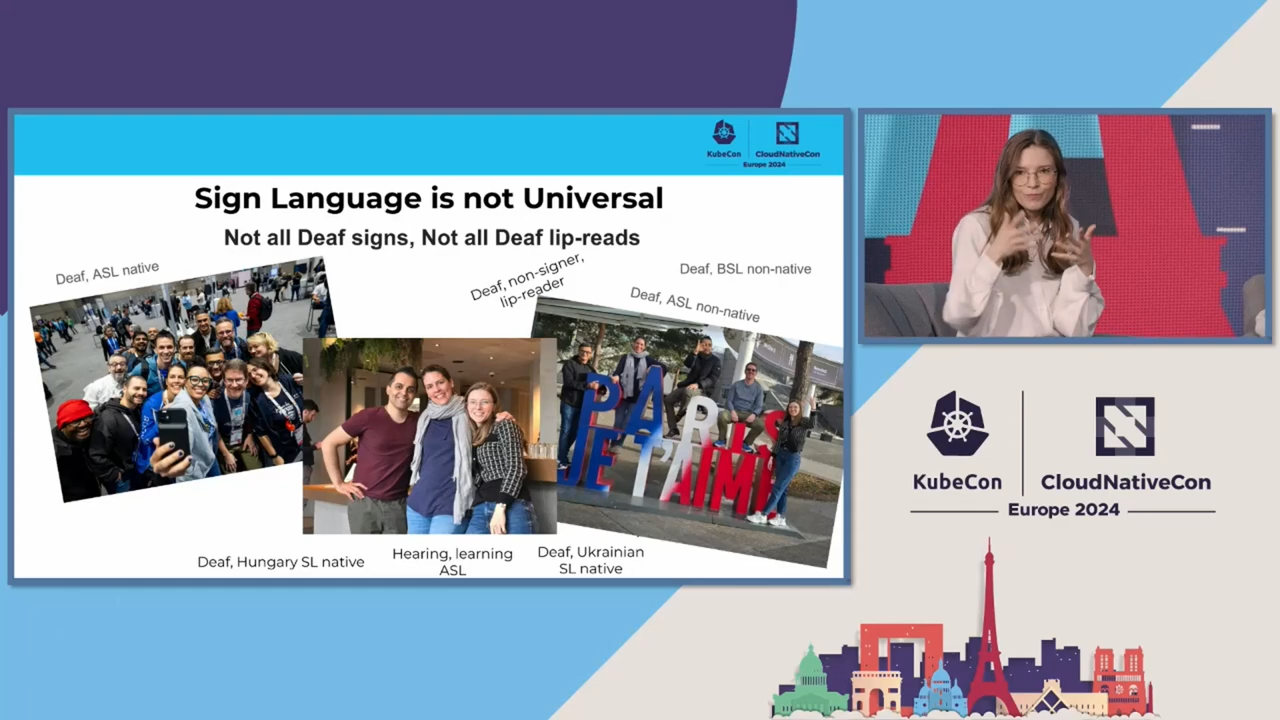 KubeCon
CloudNativeCon
Europe 2024
Sign Language is not Universal
Not all Deaf signs, Not all Deaf lip-reads
Deaf, ASL native
Deaf, non-signer,
lip-reader
Deaf, BSL non-native
Deaf, ASL non-native
PARIS
JE T'AIME
Deaf, Hungary SL native
Hearing, learning
ASL
Deaf, Ukrainian
SL native
KubeCon
CloudNativeCon
Europe 2024